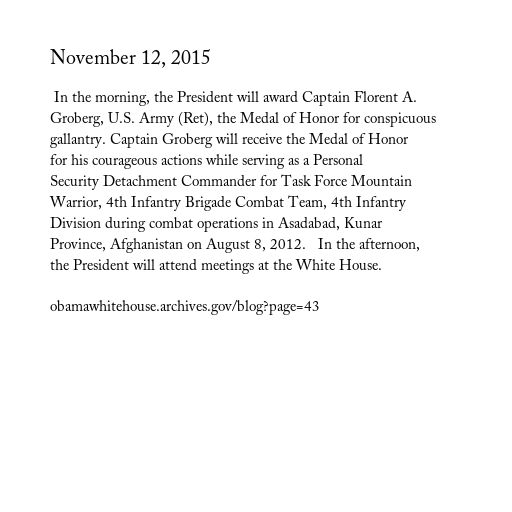 November 12, 2015
In the morning, the President will award Captain Florent A.
Groberg, U.S. Army (Ret), the Medal of Honor for conspicuous
gallantry. Captain Groberg will receive the Medal of Honor
for his courageous actions while serving as a Personal
Security Detachment Commander for Task Force Mountain
Warrior, 4th Infantry Brigade Combat Team, 4th Infantry
Division during combat operations in Asadabad, Kunar
Province, Afghanistan on August 8, 2012.   In the afternoon,
the President will attend meetings at the White House.
obamawhitehouse.archives.gov/blog?page=43